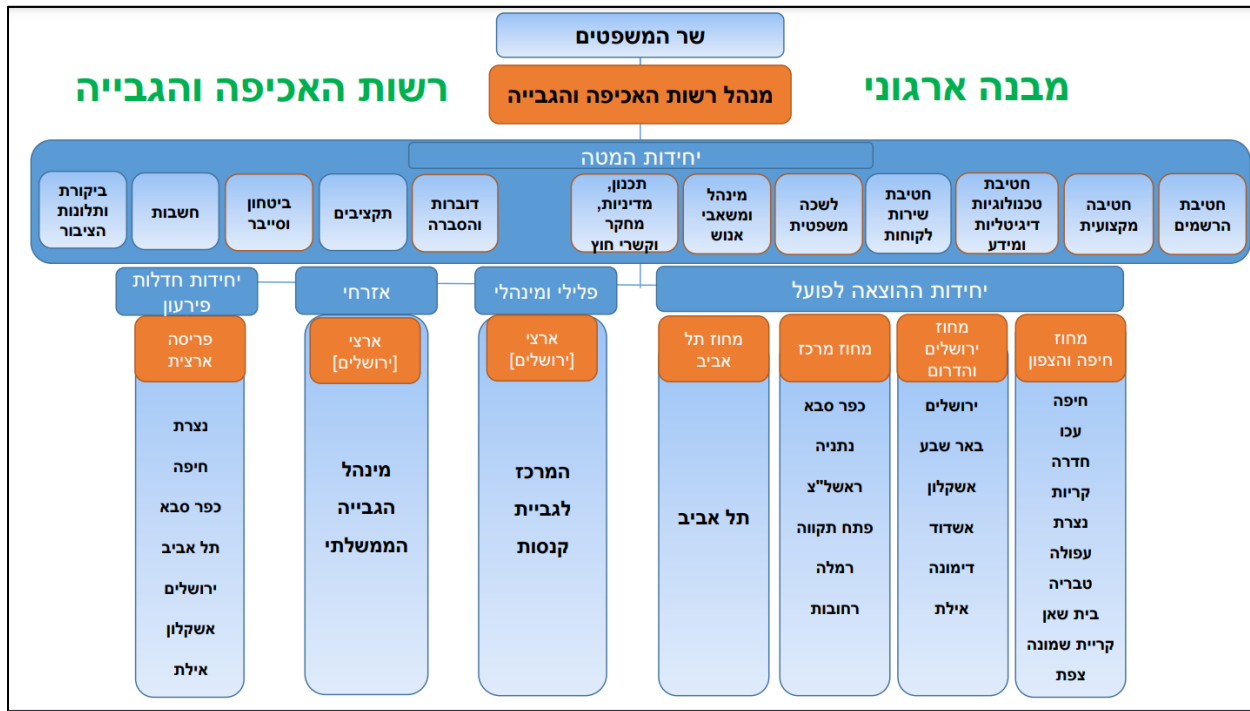 שר המשפטים
מנהל רשות האכיפה והגבייה
מבנה ארגוני
רשות האכיפה והגבייה
יחידות המטה
חטיבת
הרשמים
חטיבה
מקצועית
חטיבת
טכנולוגיות
דיגיטליות
ומידע
חטיבת
שירות
לקוחות
לשכה
משפטית
מינהל
ומשאבי
אנוש
תכנון,
מדיניות,
מחקר
וקשרי חוץ
דוברות
והסברה
תקציבים
ביטחון
וסייבר
חשבות
ביקורת
ותלונות
הציבור
יחידות ההוצאה לפועל
מחוז
חיפה והצפון
חיפה
עכו
חדרה
קריות
נצרת
עפולה
טבריה
בית שאן
קריית שמונה
צפת
מחוז
ירושלים
והדרום
ירושלים
באר שבע
אשקלון
אשדוד
דימונה
אילת
מחוז מרכז
כפר סבא
נתניה
ראשל"צ
פתח תקווה
רמלה
רחובות
מחוז תל
אביב
תל אביב
פלילי ומינהלי
ארצי
[ירושלים]
המרכז
לגביית
קנסות
אזרחי
ארצי
[ירושלים]
מינהל
הגבייה
הממשלתי
יחידות חדלות
פירעון
פריסה
ארצית
נצרת
חיפה
כפר סבא
תל אביב
ירושלים
אשקלון
אילת